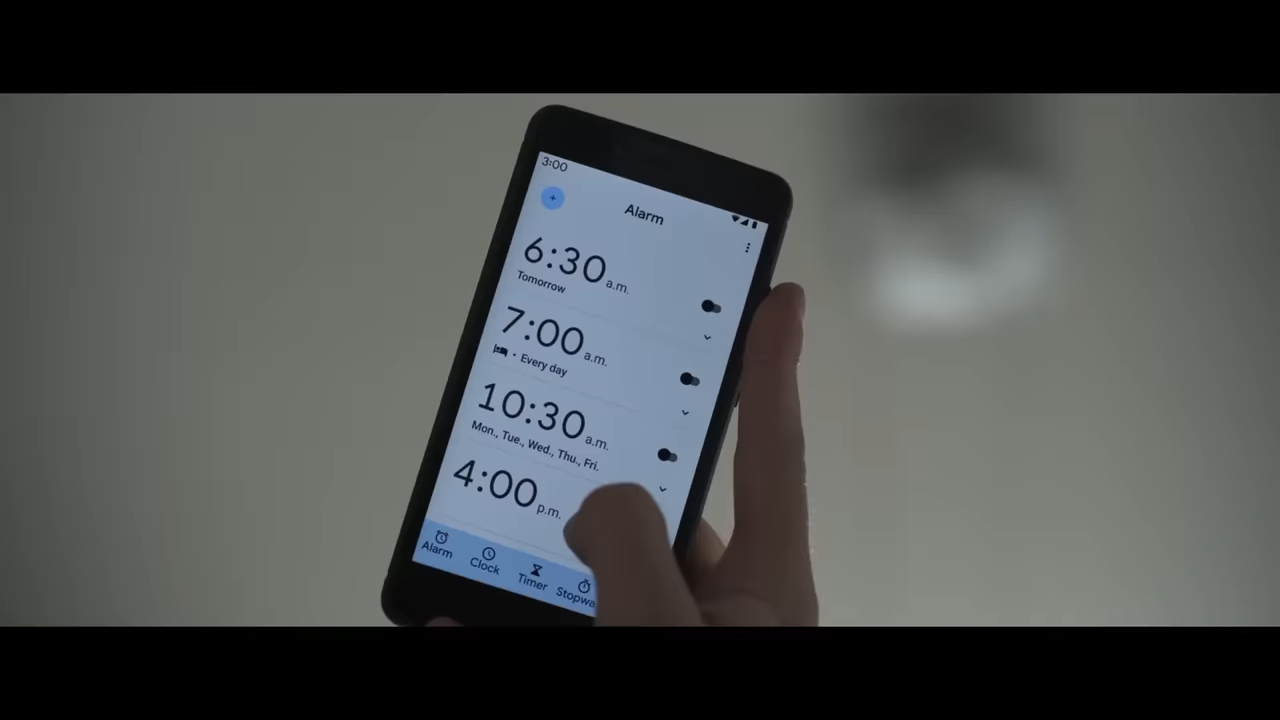 3:00
+
Alarm
6:30 a.m.
Tomorrow
7:00 a.m.
· Every day
10:30 a.m.
Mon., Tue., Wed., Thu., Fri.
4:00 p.m.
Alarm Clock Timer Stopwa